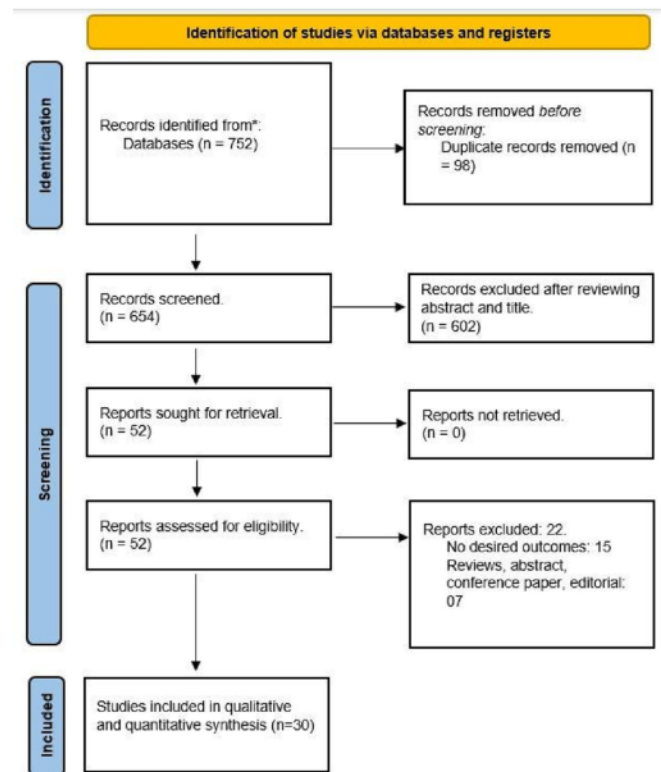 Identification of studies via databases and registers
Identification
Records identified from*:
Databases (n = 752)
Records removed before
screening:
Duplicate records removed (n
= 98)
Screening
Records screened.
(n = 654)
Records excluded after reviewing
abstract and title.
(n = 602)
Reports sought for retrieval.
(n = 52)
Reports not retrieved.
(n = 0)
Reports assessed for eligibility.
(n = 52)
Reports excluded: 22.
No desired outcomes: 15
Reviews, abstract,
conference paper, editorial:
07
Included
Studies included in qualitative
and quantitative synthesis (n=30)